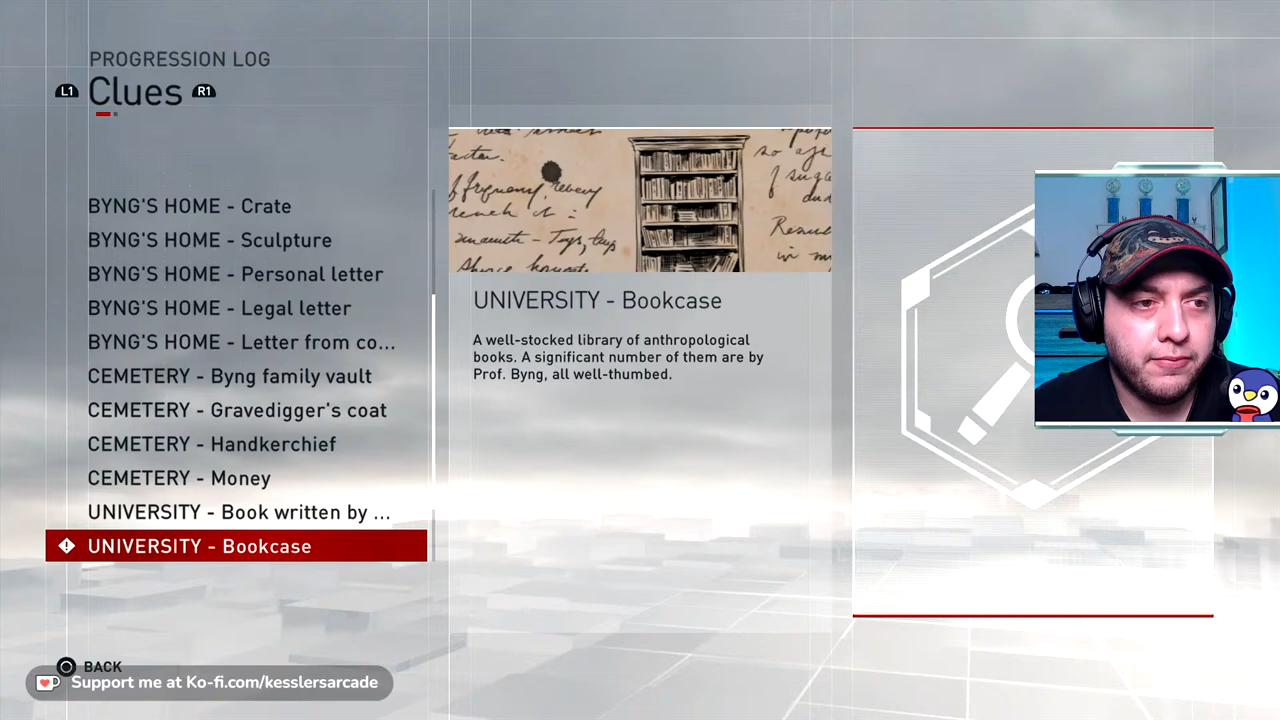 PROGRESSION LOG
L1 Clues R1
BYNG'S HOME - Crate
BYNG'S HOME - Sculpture
BYNG'S HOME - Personal letter
BYNG'S HOME - Legal letter
BYNG'S HOME - Letter from co...
CEMETERY - Byng family vault
CEMETERY - Gravedigger's coat
CEMETERY - Handkerchief
CEMETERY - Money
UNIVERSITY - Book written by ...
UNIVERSITY - Bookcase
UNIVERSITY - Bookcase
A well-stocked library of anthropological
books. A significant number of them are by
Prof. Byng, all well-thumbed.
BACK
Support me at Ko-fi.com/kesslersarcade